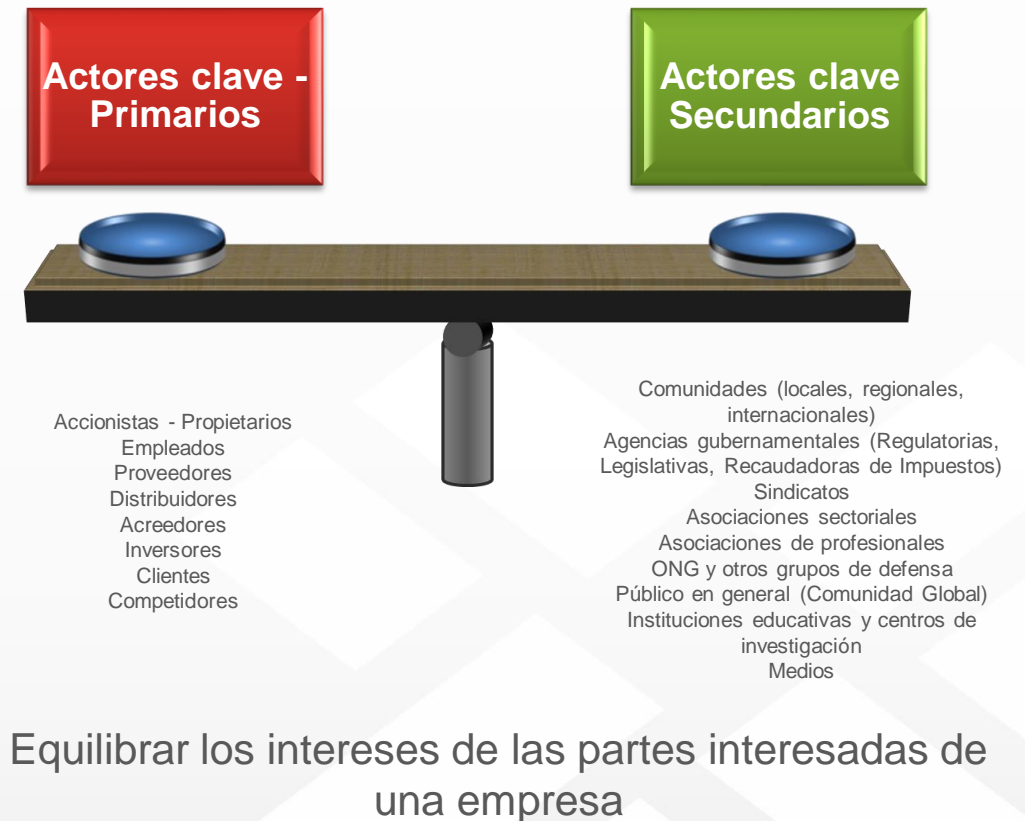 Actores clave -
Primarios
Actores clave
Secundarios
Accionistas - Propietarios
Empleados
Proveedores
Distribuidores
Acreedores
Inversores
Clientes
Competidores
Comunidades (locales, regionales,
internacionales)
Agencias gubernamentales (Regulatorias,
Legislativas, Recaudadoras de Impuestos)
Sindicatos
Asociaciones sectoriales
Asociaciones de profesionales
ONG y otros grupos de defensa
Público en general (Comunidad Global)
Instituciones educativas y centros de
investigación
Medios
Equilibrar los intereses de las partes interesadas de
una empresa